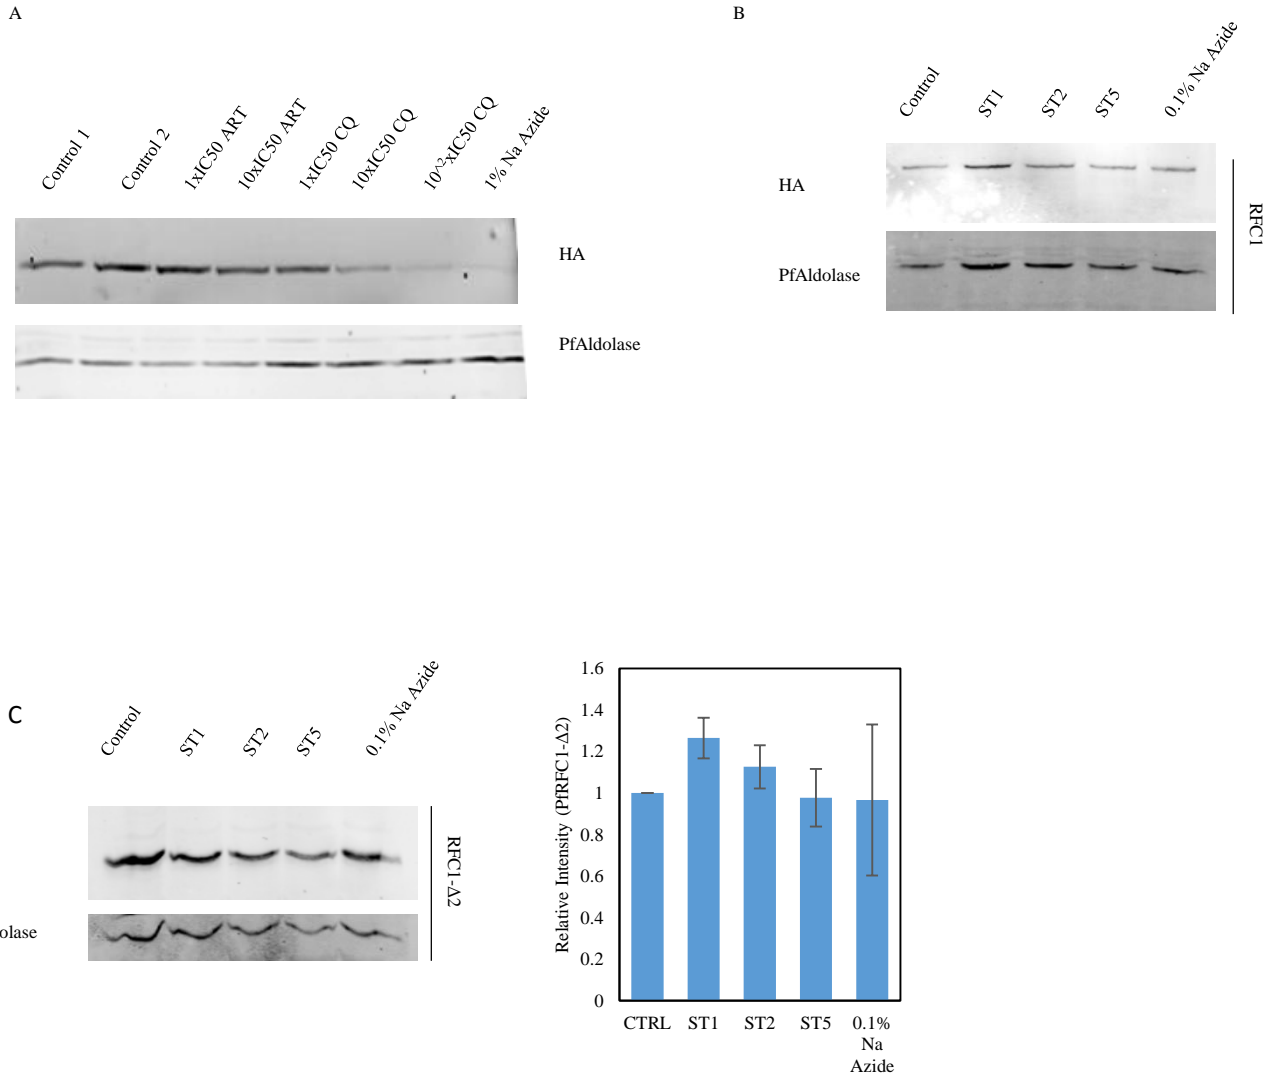 A
Control 1
Control 2
1xIC50 ART
10xIC50 ART
1xIC50 CQ
10xIC50 CQ
10^2xIC50 CQ
1% Na Azide
HA
PfAldolase
B
Control
ST1
ST2
ST5
0.1% Na Azide
HA
PfAldolase
RFC1
C
Control
ST1
ST2
ST5
0.1% Na Azide
olase
RFC1-Δ2
Relative Intensity (PfRFC1-Δ2)
1.6
1.4
1.2
1
0.8
0.6
0.4
0.2
0
CTRL
ST1
ST2
ST5
0.1%
Na
Azide